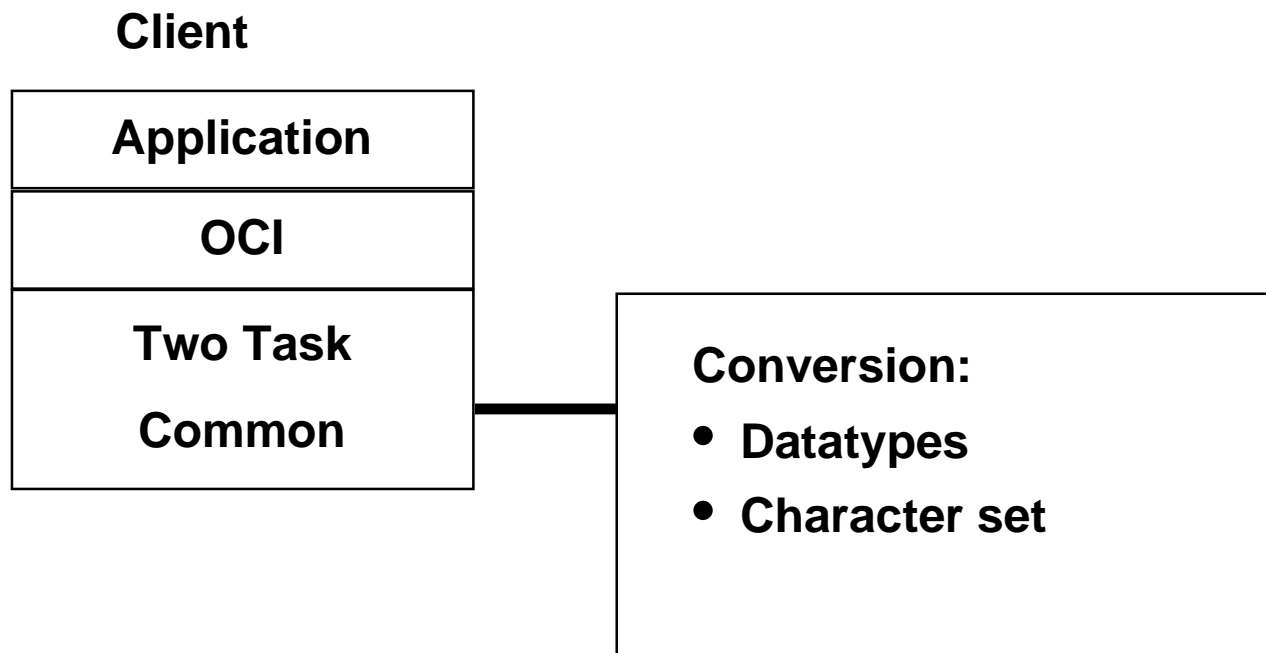 Client
Application
OCI
Two Task
Common
Conversion:
• Datatypes
• Character set